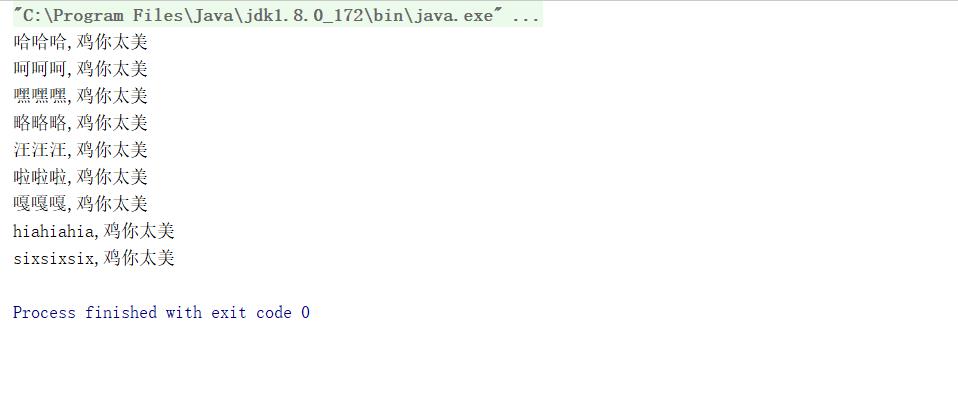 "C:\Program Files\Java\jdk1.8.0_172\bin\java.exe" ...
哈哈哈,鸡你太美
呵呵呵,鸡你太美
嘿嘿嘿,鸡你太美
略略略,鸡你太美
汪汪汪,鸡你太美
啦啦啦,鸡你太美
嘎嘎嘎,鸡你太美
hiahiahia,鸡你太美
sixsixsix,鸡你太美
Process finished with exit code 0